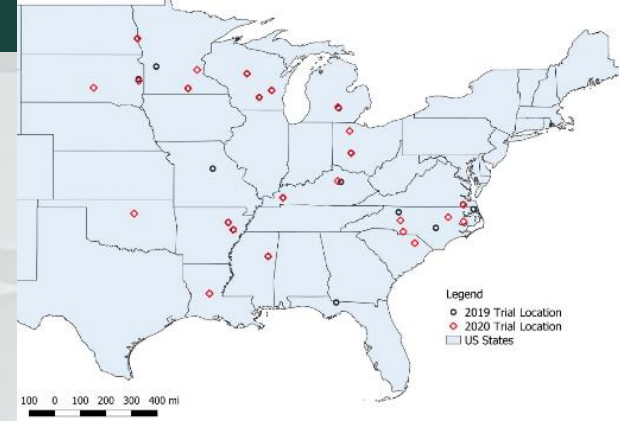 Legend
2019 Trial Location
2020 Trial Location
US States
100 0 100 200 300 400 mi